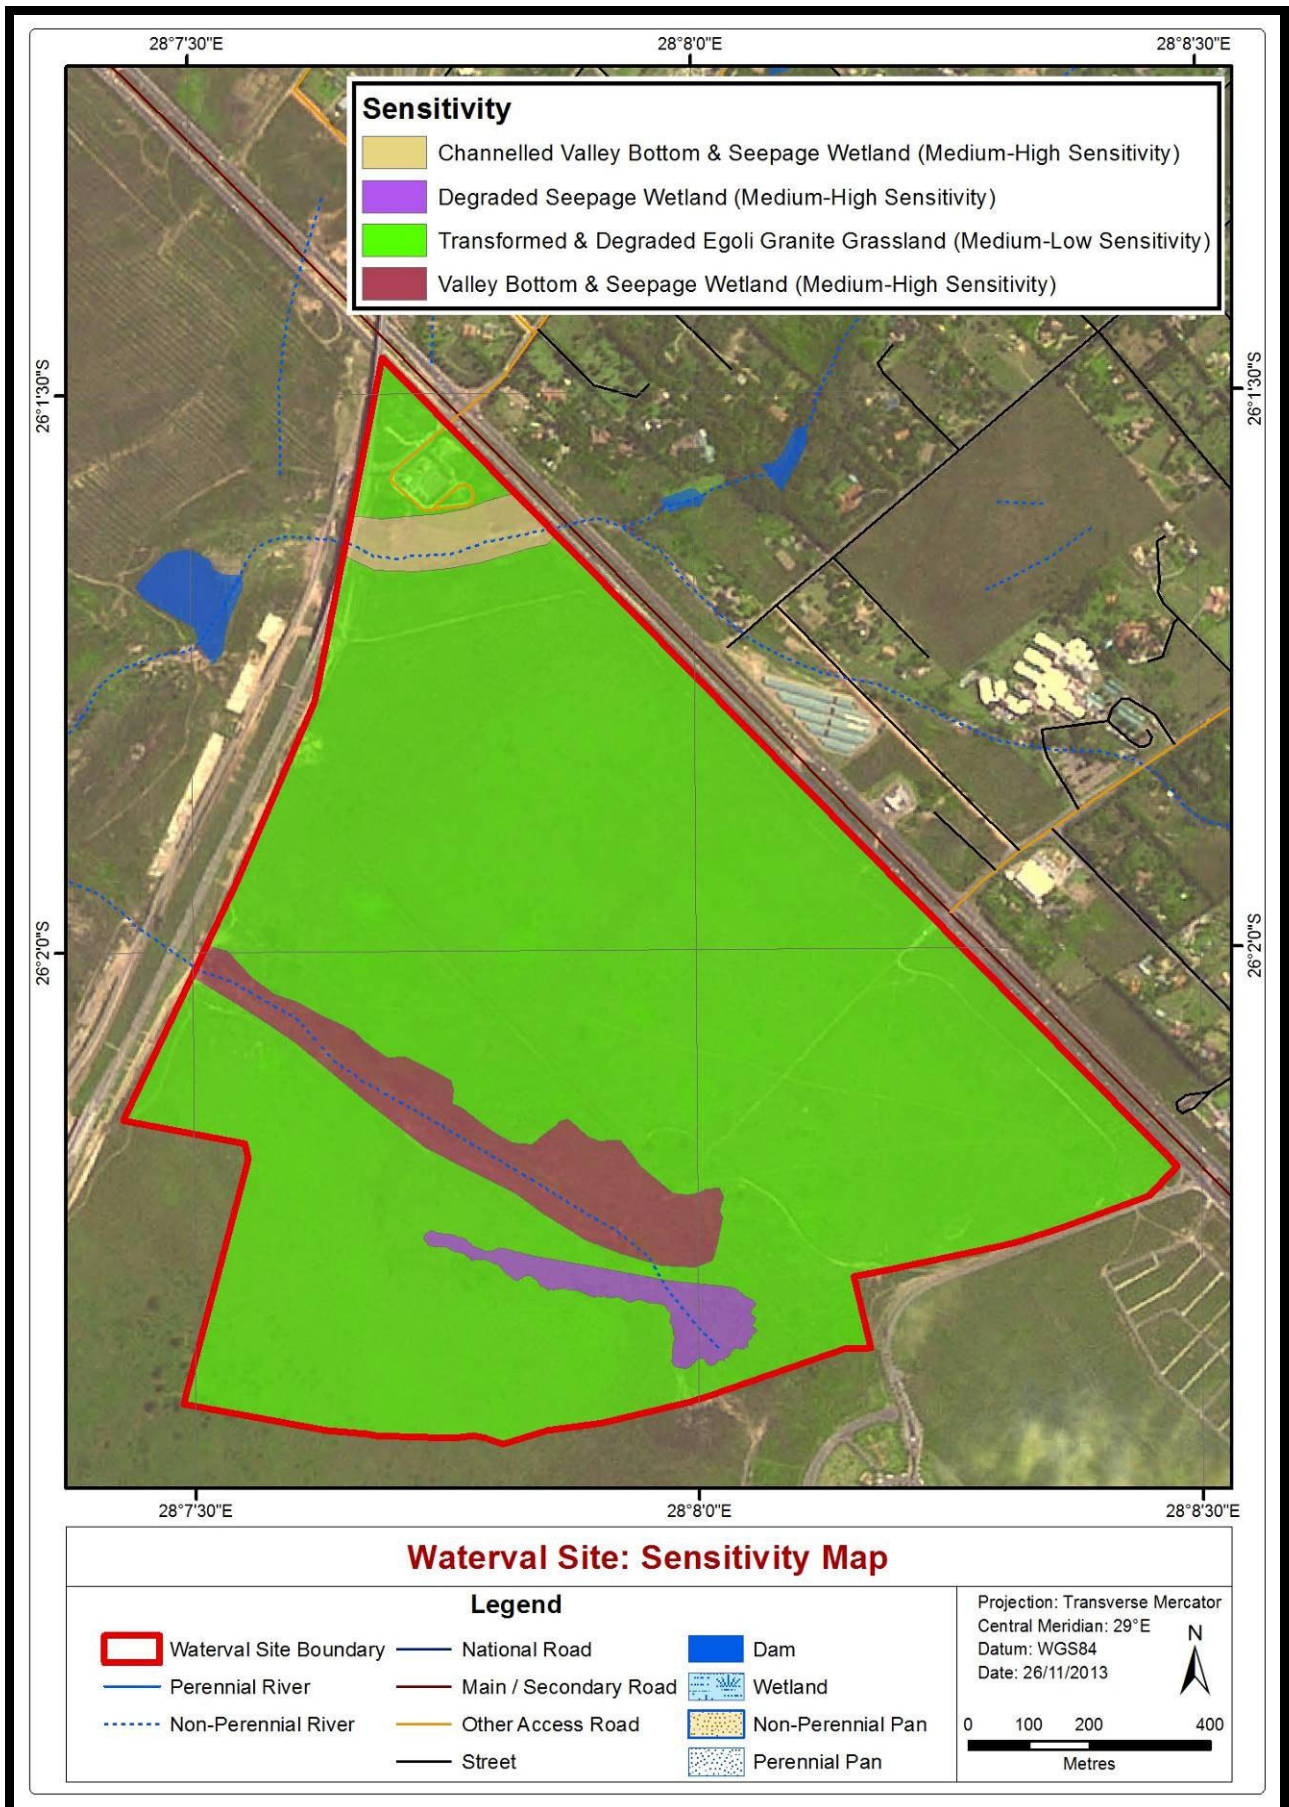 28°7'30"E 28°8'0"E 28°8'30"E
Sensitivity
Channelled Valley Bottom & Seepage Wetland (Medium-High Sensitivity)
Degraded Seepage Wetland (Medium-High Sensitivity)
Transformed & Degraded Egoli Granite Grassland (Medium-Low Sensitivity)
Valley Bottom & Seepage Wetland (Medium-High Sensitivity)
26°1'30"S 26°1'30"S
26°2'0"S 26°2'0"S
28°7'30"E 28°8'0"E 28°8'30"E
Waterval Site: Sensitivity Map
Legend
Waterval Site Boundary
Perennial River
Non-Perennial River
National Road
Main / Secondary Road
Other Access Road
Street
Dam
Wetland
Non-Perennial Pan
Perennial Pan
Projection: Transverse Mercator
Central Meridian: 29°E
Datum: WGS84
Date: 26/11/2013
N
0 100 200 400
Metres